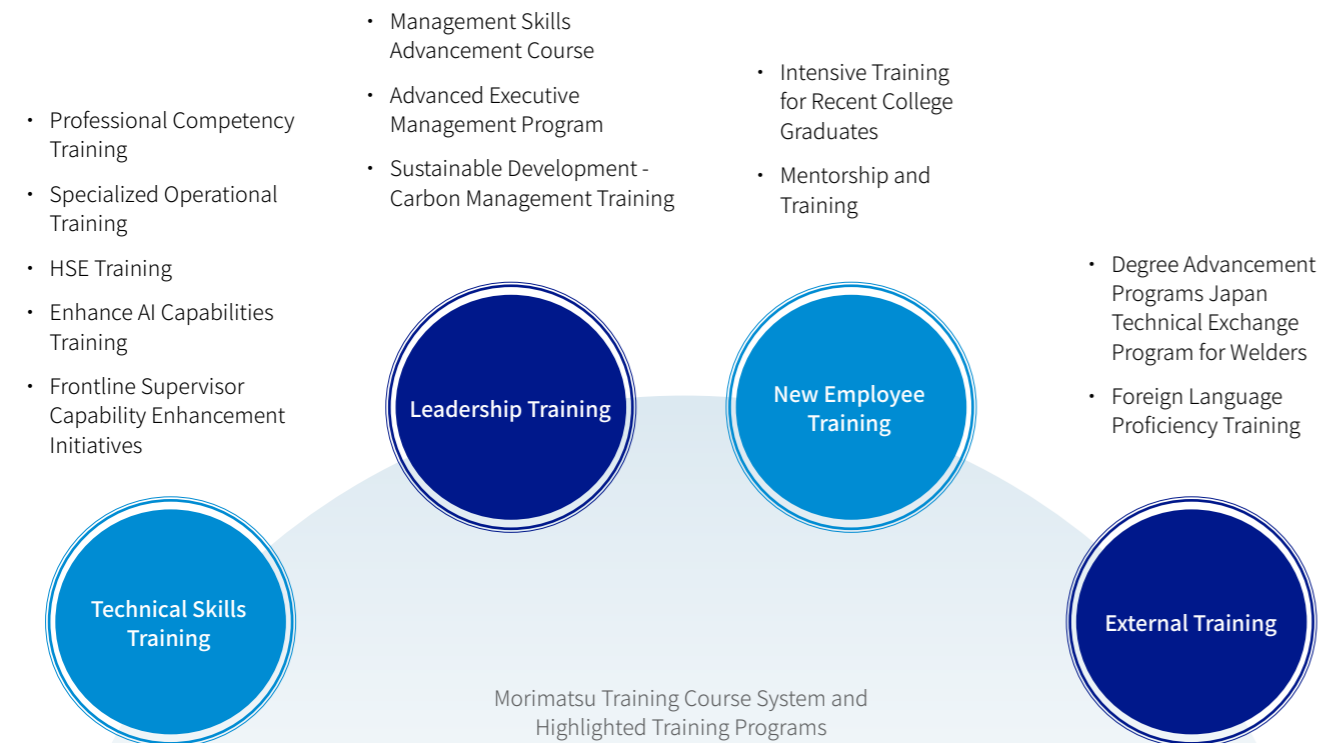 • Professional Competency
Training
• Specialized Operational
Training
• HSE Training
• Enhance AI Capabilities
Training
• Frontline Supervisor
Capability Enhancement
Initiatives
Technical Skills
Training
• Management Skills
Advancement Course
• Advanced Executive
Management Program
• Sustainable Development -
Carbon Management Training
Leadership Training
• Intensive Training
for Recent College
Graduates
• Mentorship and
Training
New Employee
Training
• Degree Advancement
Programs Japan
Technical Exchange
Program for Welders
• Foreign Language
Proficiency Training
External Training
Morimatsu Training Course System and
Highlighted Training Programs